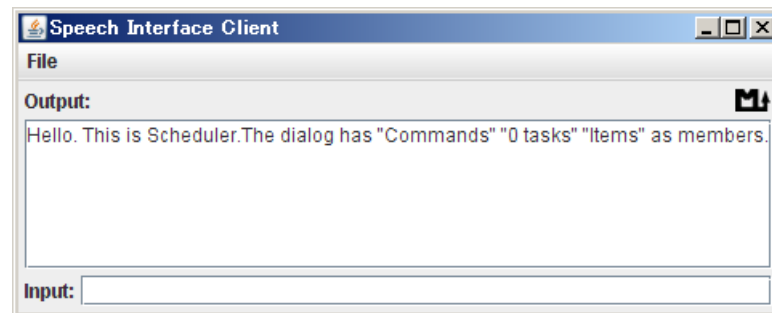 Speech Interface Client
File
Output:
Hello. This is Scheduler.The dialog has "Commands" "0 tasks" "Items" as members.
Input: